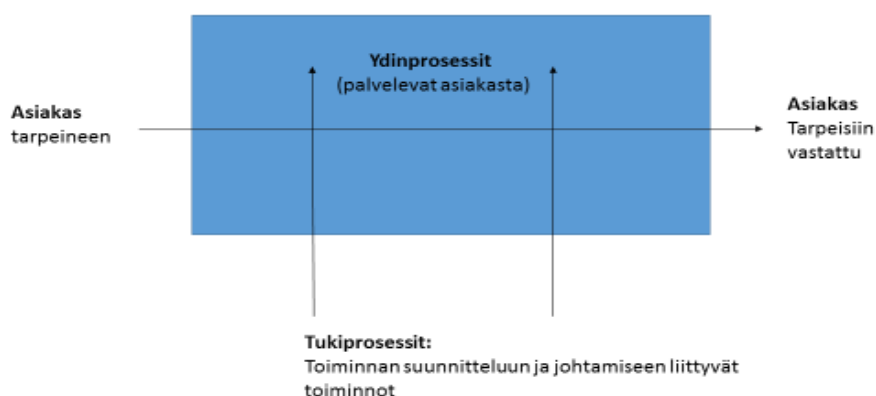 Ydinprosessit
(palvelevat asiakasta)
Asiakas
tarpeineen
Asiakas
Tarpeisiin
vastattu
Tukiprosessit:
Toiminnan suunnitteluun ja johtamiseen liittyvät
toiminnot